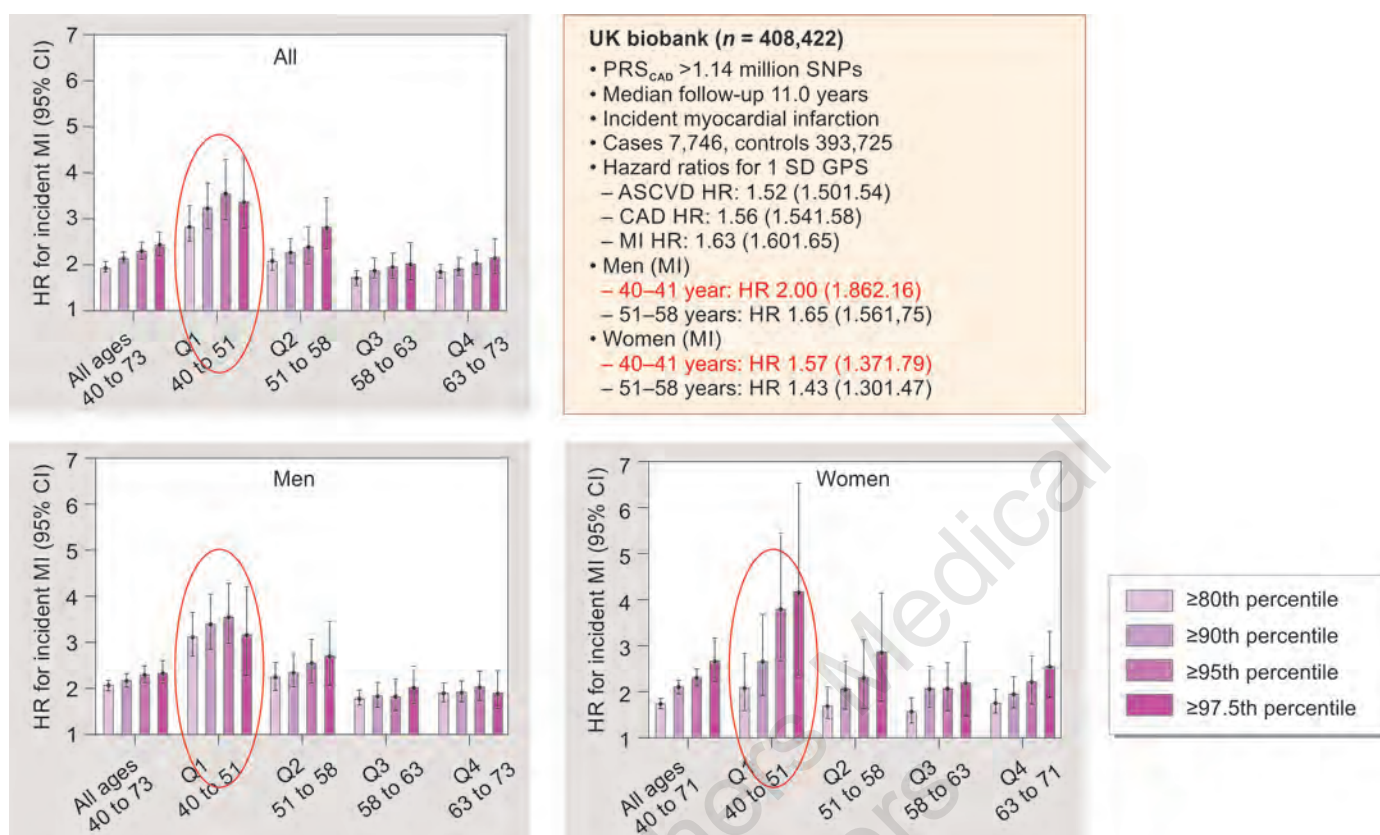 7
6
5
4
3
2
1
HR for incident MI (95% CI)
All
All ages
40 to 73
Q1
40 to 51
Q2
51 to 58
Q3
58 to 63
Q4
63 to 73
UK biobank (n = 408,422)
• PRSCAD >1.14 million SNPs
• Median follow-up 11.0 years
• Incident myocardial infarction
• Cases 7,746, controls 393,725
• Hazard ratios for 1 SD GPS
– ASCVD HR: 1.52 (1.501.54)
– CAD HR: 1.56 (1.541.58)
– MI HR: 1.63 (1.601.65)
• Men (MI)
– 40–41 year: HR 2.00 (1.862.16)
– 51–58 years: HR 1.65 (1.561,75)
• Women (MI)
– 40–41 years: HR 1.57 (1.371.79)
– 51–58 years: HR 1.43 (1.301.47)
7
6
5
4
3
2
1
HR for incident MI (95% CI)
Men
All ages
40 to 73
Q1
40 to 51
Q2
51 to 58
Q3
58 to 63
Q4
63 to 73
7
6
5
4
3
2
1
HR for incident MI (95% CI)
Women
All ages
40 to 71
Q1
40 to 51
Q2
51 to 58
Q3
58 to 63
Q4
63 to 71
≥80th percentile
≥90th percentile
≥95th percentile
≥97.5th percentile
Medical